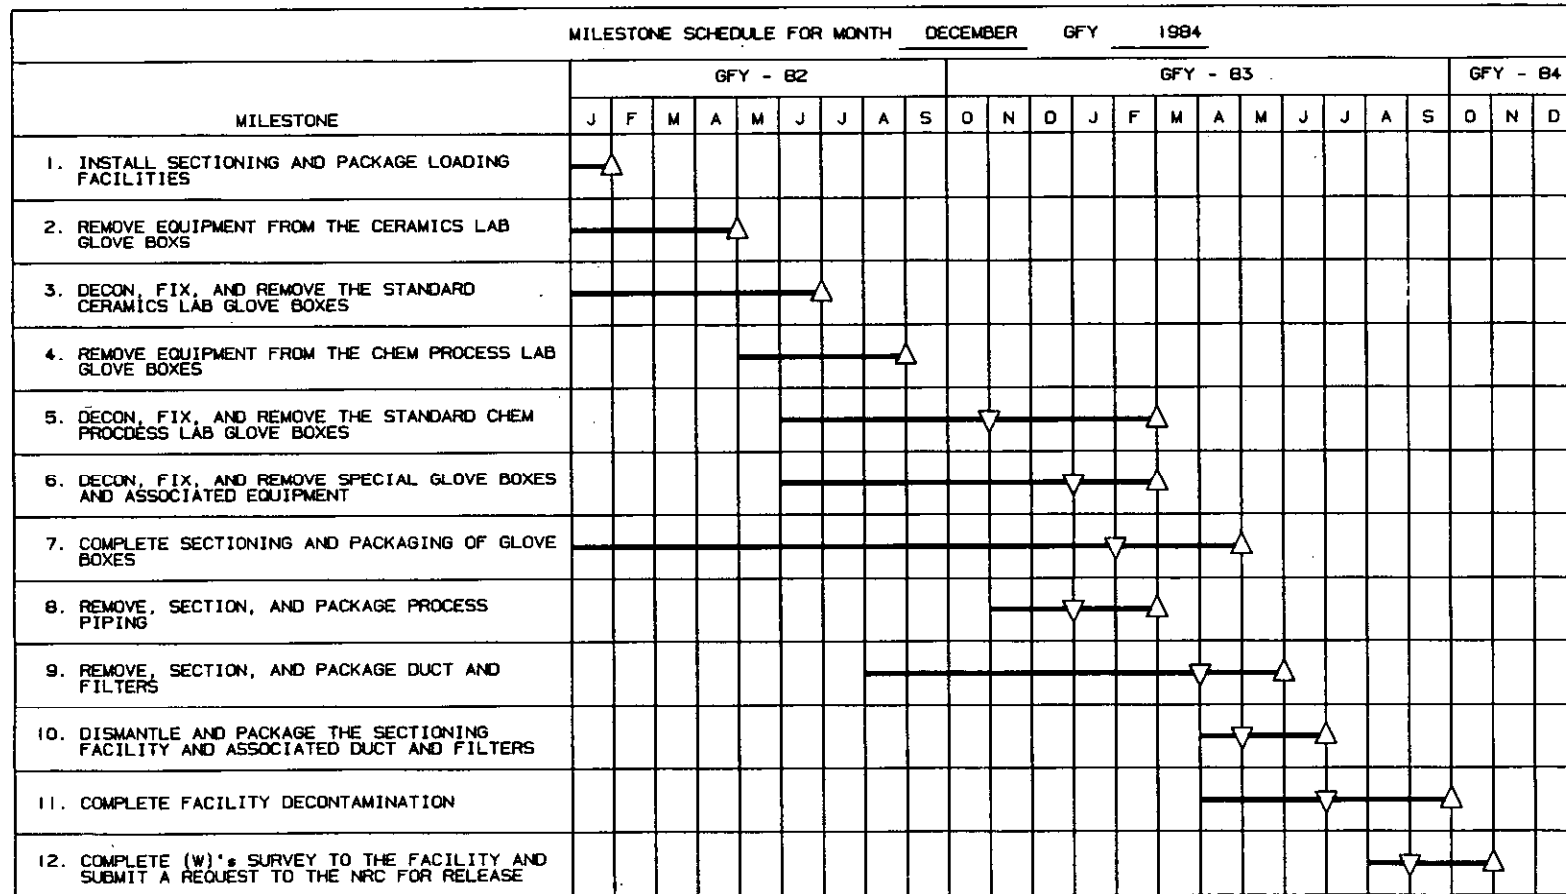 MILESTONE SCHEDULE FOR MONTH DECEMBER GFY 1984
GFY - 82 GFY - 83 GFY - 84
MILESTONE J F M A M J J A S O N D J F M A M J J A S O N D
1. INSTALL SECTIONING AND PACKAGE LOADING
FACILITIES
2. REMOVE EQUIPMENT FROM THE CERAMICS LAB
GLOVE BOXS
3. DECON, FIX, AND REMOVE THE STANDARD
CERAMICS LAB GLOVE BOXES
4. REMOVE EQUIPMENT FROM THE CHEM PROCESS LAB
GLOVE BOXES
5. DECON, FIX, AND REMOVE THE STANDARD CHEM
PROCDESS LAB GLOVE BOXES
6. DECON, FIX, AND REMOVE SPECIAL GLOVE BOXES
AND ASSOCIATED EQUIPMENT
7. COMPLETE SECTIONING AND PACKAGING OF GLOVE
BOXES
8. REMOVE, SECTION, AND PACKAGE PROCESS
PIPING
9. REMOVE, SECTION, AND PACKAGE DUCT AND
FILTERS
10. DISMANTLE AND PACKAGE THE SECTIONING
FACILITY AND ASSOCIATED DUCT AND FILTERS
11. COMPLETE FACILITY DECONTAMINATION
12. COMPLETE (W)'s SURVEY TO THE FACILITY AND
SUBMIT A REQUEST TO THE NRC FOR RELEASE